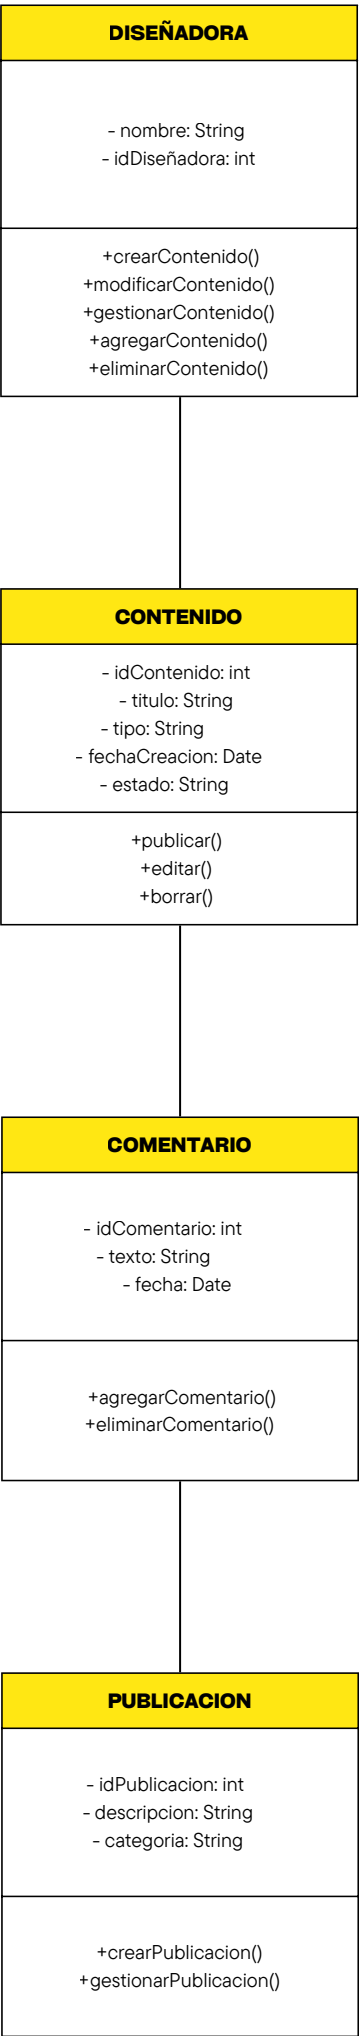 DISEÑADORA
- nombre: String
- idDiseñadora: int
+crearContenido()
+modificarContenido()
+gestionarContenido()
+agregarContenido()
+eliminarContenido()
CONTENIDO
- idContenido: int
- titulo: String
- tipo: String
- fechaCreacion: Date
- estado: String
+publicar()
+editar()
+borrar()
COMENTARIO
- idComentario: int
- texto: String
- fecha: Date
+agregarComentario()
+eliminarComentario()
PUBLICACION
- idPublicacion: int
- descripcion: String
- categoria: String
+crearPublicacion()
+gestionarPublicacion()